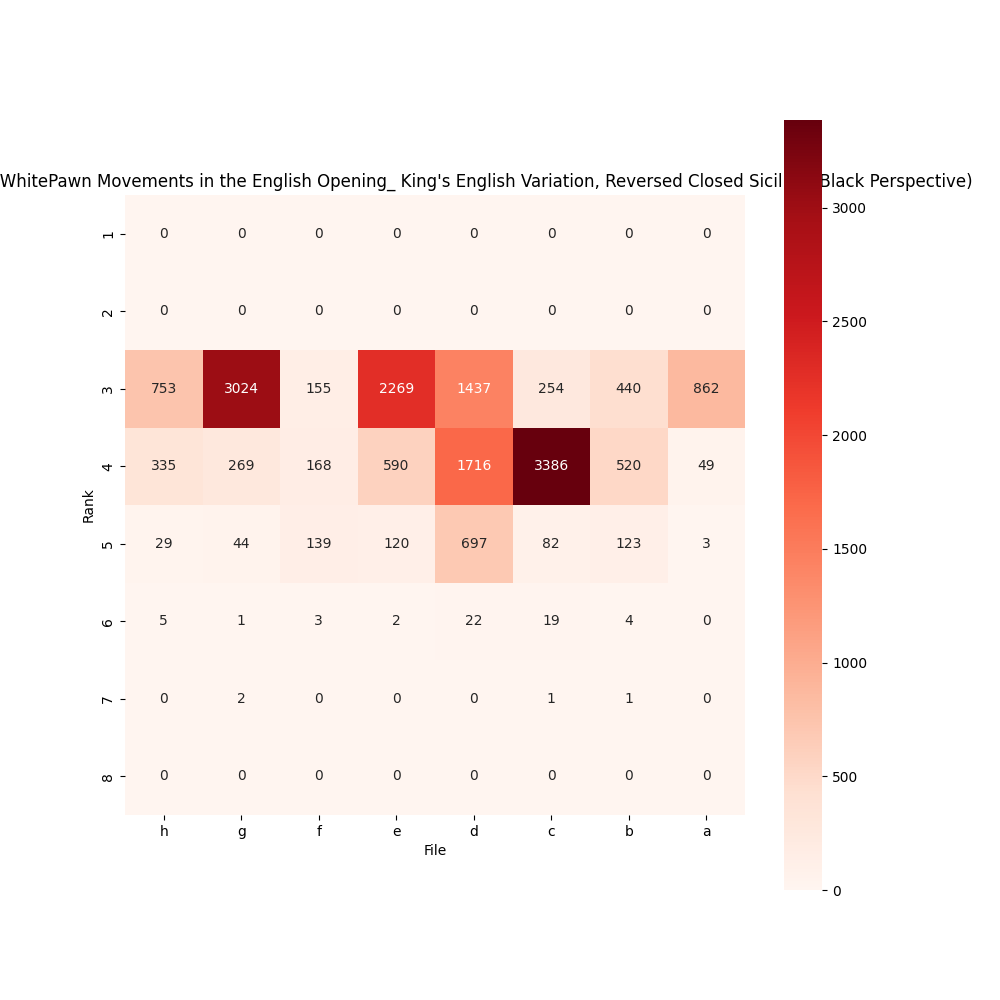 WhitePawn Movements in the English Opening_ King's English Variation, Reversed Closed Sicil Black Perspective)
1 0 0 0 0 0 0 0 0
2 0 0 0 0 0 0 0 0
3 753 3024 155 2269 1437 254 440 862
4 335 269 168 590 1716 3386 520 49
5 29 44 139 120 697 82 123 3
6 5 1 3 2 22 19 4 0
7 0 2 0 0 0 1 1 0
8 0 0 0 0 0 0 0 0
h g f e d c b a
File
Rank
3000
2500
2000
1500
1000
500
0